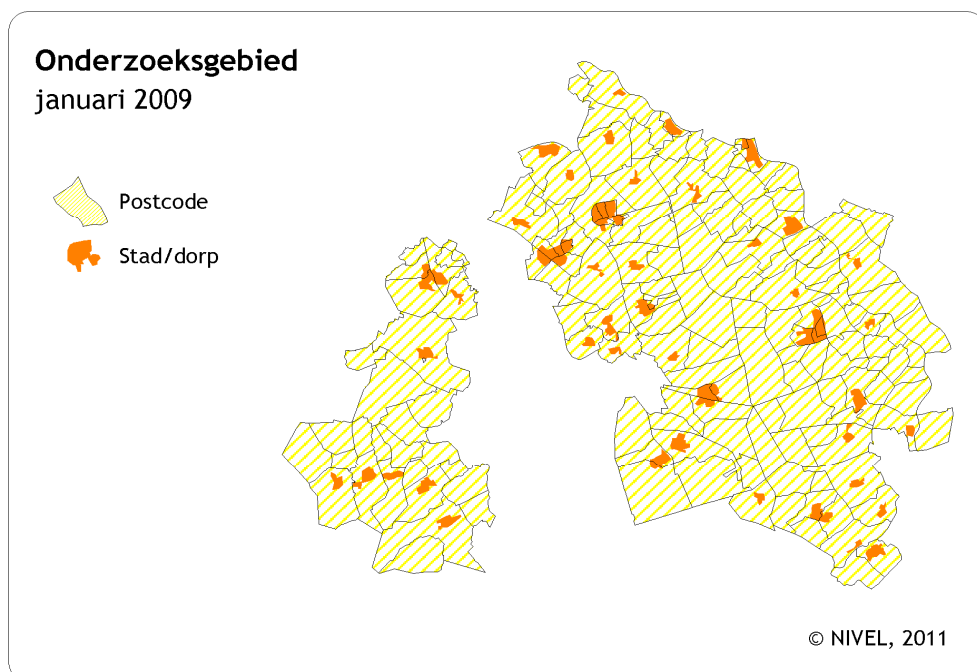 Onderzoeksgebied
januari 2009
Postcode
Stad/dorp
© NIVEL, 2011